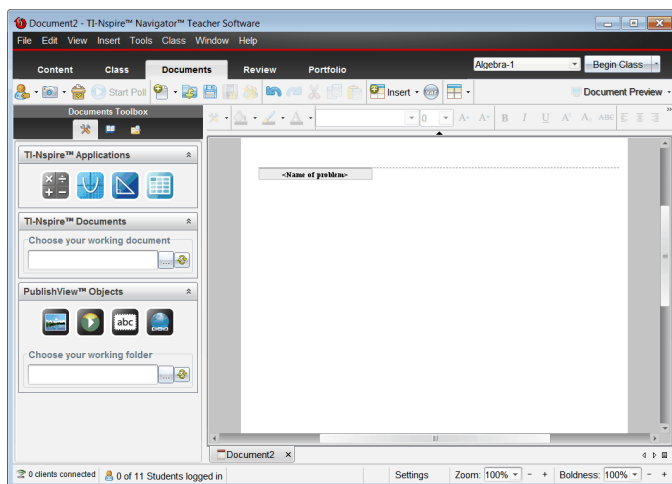 Document2 - TI-Nspire™ Navigator™ Teacher Software
File Edit View Insert Tools Class Window Help
Content Class Documents Review Portfolio
Algebra-1
Begin Class
Start Poll
Insert
Document Preview
Documents Toolbox
0
B I U A A ABC
TI-Nspire™ Applications
<Name of problem>
TI-Nspire™ Documents
Choose your working document
...
PublishView™ Objects
abc
Choose your working folder
...
Document2
0 clients connected
0 of 11 Students logged in
Settings
Zoom: 100% - +
Boldness: 100% - +